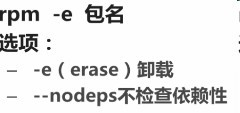 rpm -e 包名
选项：
– -e（erase）卸载
– --nodeps不检查依赖性